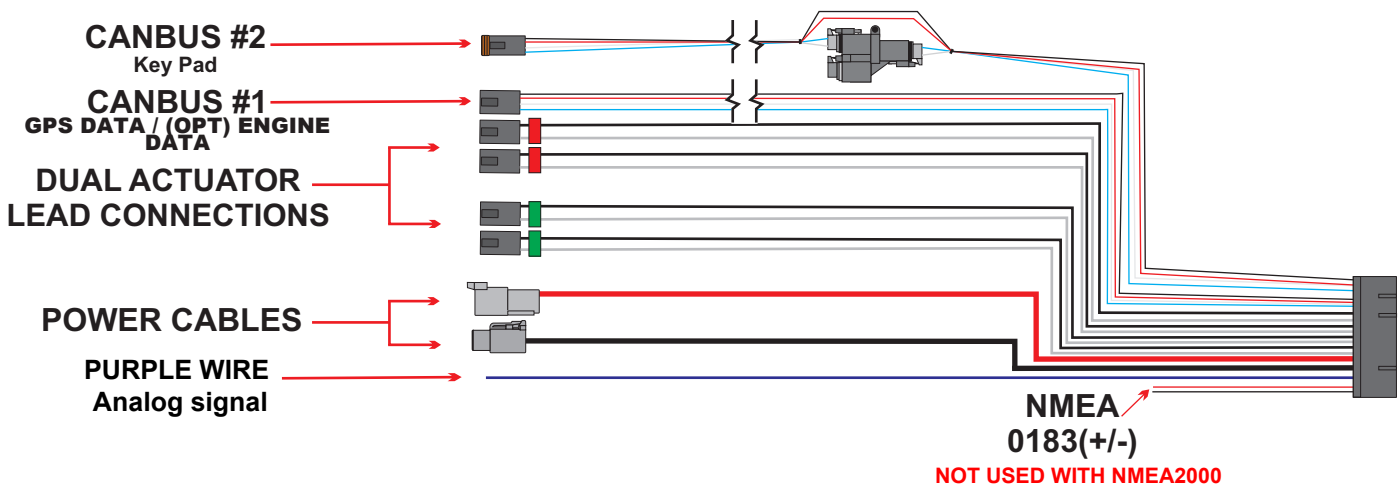 CANBUS #2
Key Pad
CANBUS #1
GPS DATA / (OPT) ENGINE
DATA
DUAL ACTUATOR
LEAD CONNECTIONS
POWER CABLES
PURPLE WIRE
Analog signal
NMEA
0183(+/-)
NOT USED WITH NMEA2000